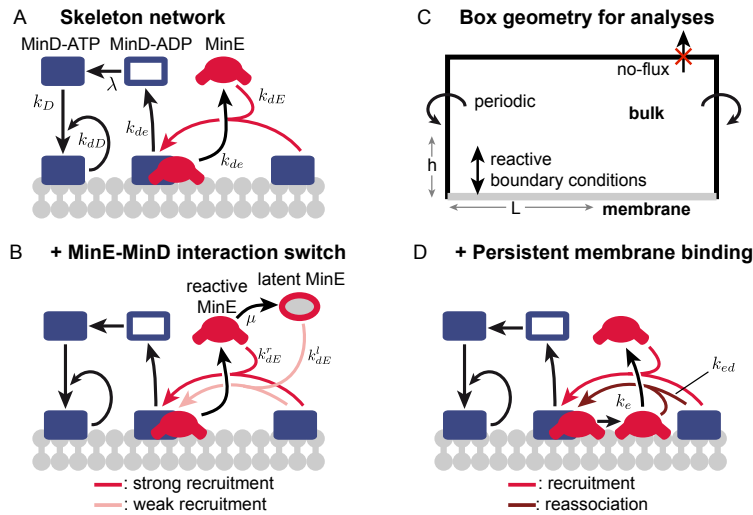 A Skeleton network
MinD-ATP MinD-ADP MinE
λ
k_D
k_dD
k_de
k_de
k_dE
C Box geometry for analyses
no-flux
periodic
bulk
h
reactive
boundary conditions
L
membrane
B + MinE-MinD interaction switch
reactive
MinE
latent MinE
μ
k^r_dE
k^l_dE
: strong recruitment
: weak recruitment
D + Persistent membrane binding
k_ed
k_e
: recruitment
: reassociation